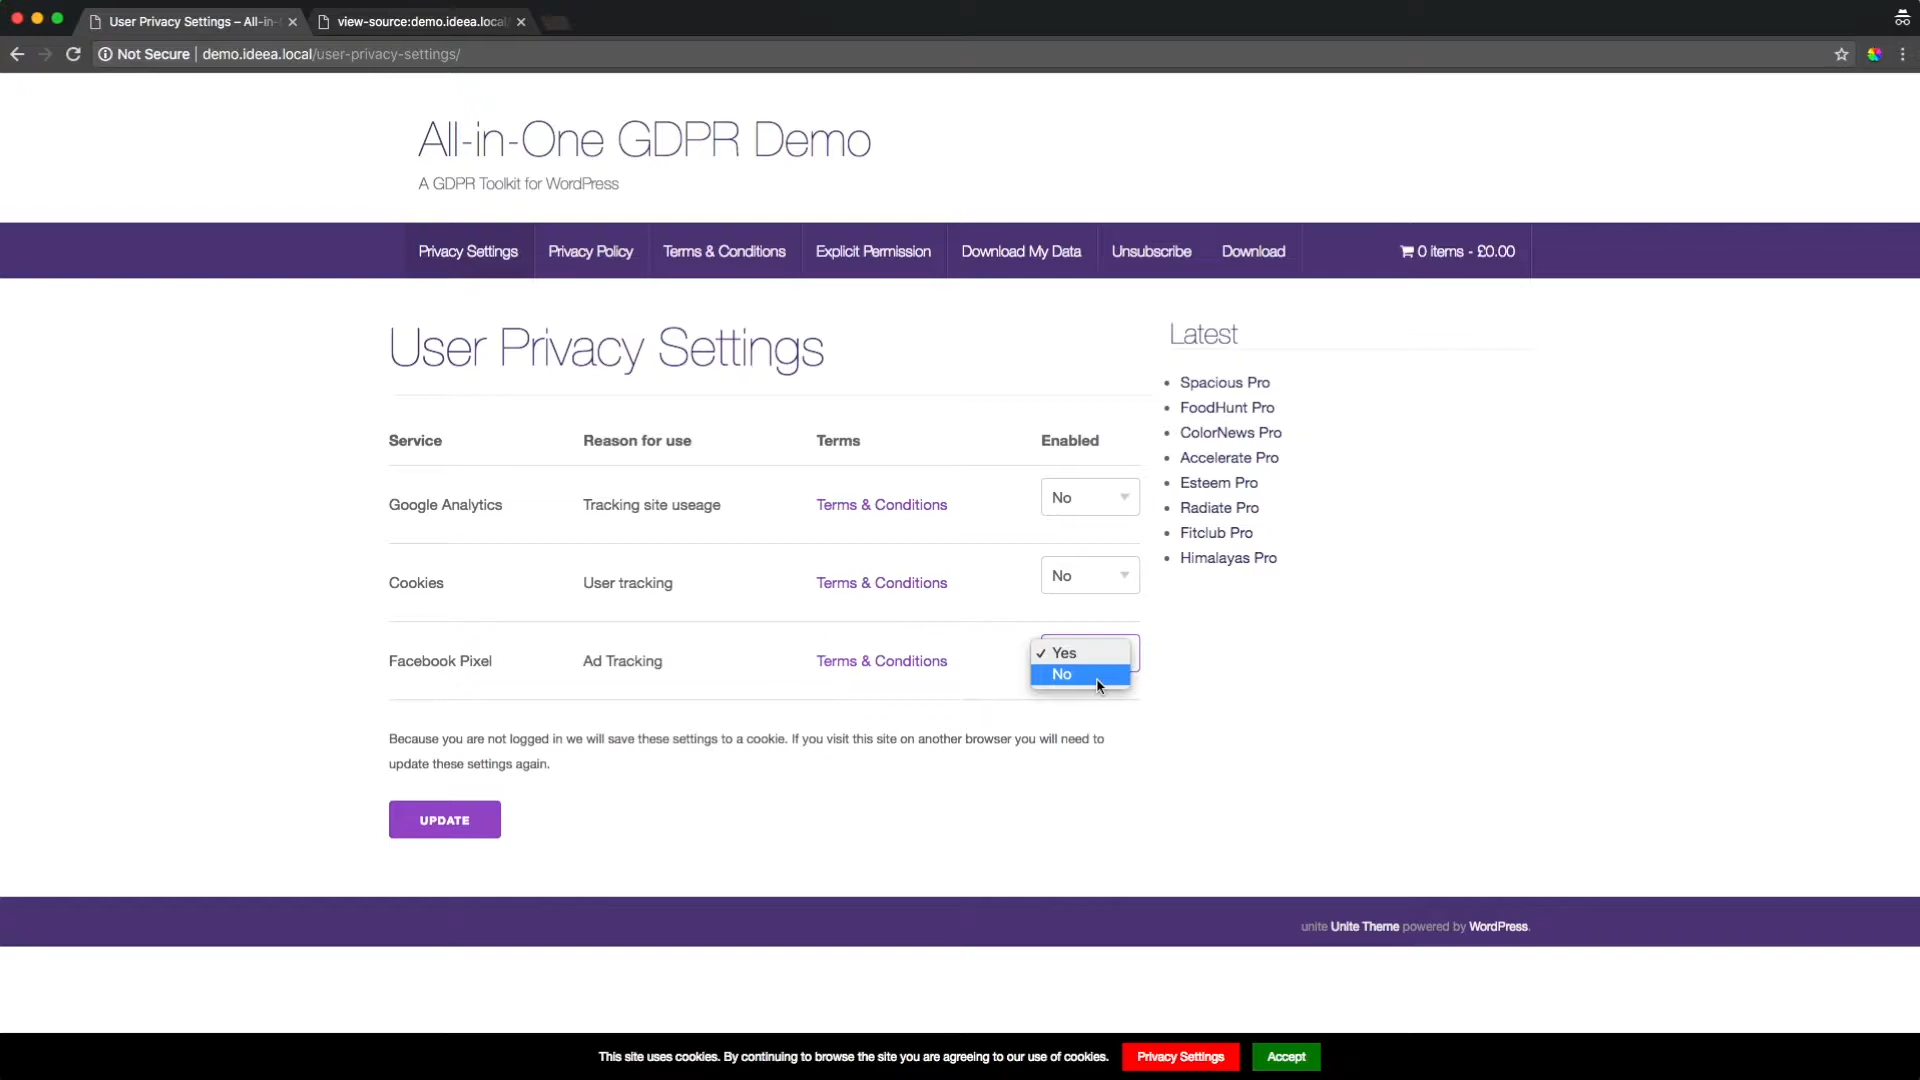 User Privacy Settings – All-in-
view-source:demo.ideea.local
Not Secure | demo.ideea.local/user-privacy-settings/
All-in-One GDPR Demo
A GDPR Toolkit for WordPress
Privacy Settings Privacy Policy Terms & Conditions Explicit Permission Download My Data Unsubscribe Download 0 items - £0.00
User Privacy Settings
Service Reason for use Terms Enabled
Google Analytics Tracking site useage Terms & Conditions No
Cookies User tracking Terms & Conditions No
Facebook Pixel Ad Tracking Terms & Conditions ✓ Yes
No
Because you are not logged in we will save these settings to a cookie. If you visit this site on another browser you will need to
update these settings again.
UPDATE
Latest
Spacious Pro
FoodHunt Pro
ColorNews Pro
Accelerate Pro
Esteem Pro
Radiate Pro
Fitclub Pro
Himalayas Pro
unite Unite Theme powered by WordPress.
This site uses cookies. By continuing to browse the site you are agreeing to our use of cookies. Privacy Settings Accept